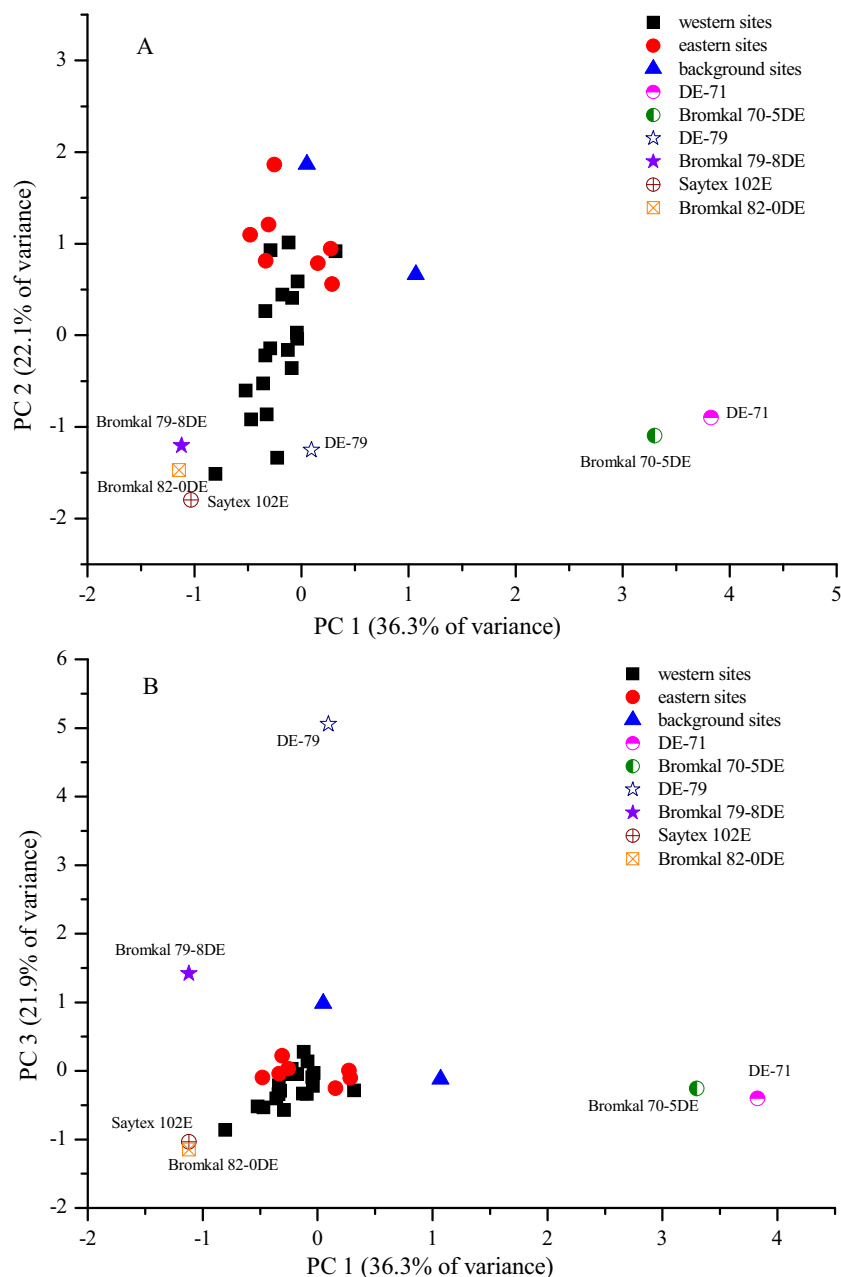 A
western sites
eastern sites
background sites
DE-71
Bromkal 70-5DE
DE-79
Bromkal 79-8DE
Saytex 102E
Bromkal 82-0DE
3
2
1
0
-1
-2
PC 2 (22.1% of variance)
Bromkal 79-8DE
DE-79
DE-71
Bromkal 70-5DE
Bromkal 82-0DE
Saytex 102E
-2 -1 0 1 2 3 4 5
PC 1 (36.3% of variance)
B
western sites
eastern sites
background sites
DE-71
Bromkal 70-5DE
DE-79
Bromkal 79-8DE
Saytex 102E
Bromkal 82-0DE
6
5
4
3
2
1
0
-1
-2
PC 3 (21.9% of variance)
DE-79
Bromkal 79-8DE
DE-71
Bromkal 70-5DE
Saytex 102E
Bromkal 82-0DE
-2 -1 0 1 2 3 4
PC 1 (36.3% of variance)